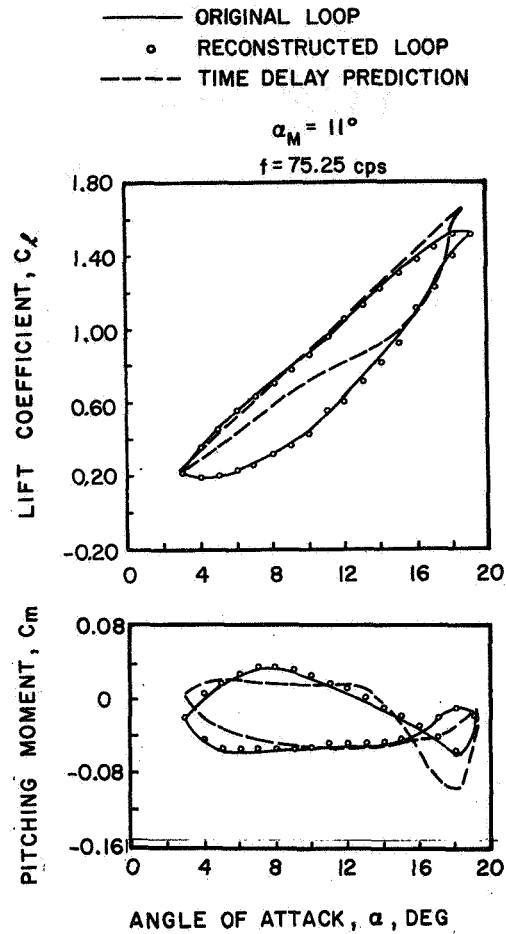 ORIGINAL LOOP
RECONSTRUCTED LOOP
TIME DELAY PREDICTION
α_M = 11°
f = 75.25 cps
1.80
1.40
1.00
0.60
0.20
-0.20
LIFT COEFFICIENT, C_ℓ
0 4 8 12 16 20
0.08
0
-0.08
-0.16
PITCHING MOMENT, Cm
0 4 8 12 16 20
ANGLE OF ATTACK, α, DEG